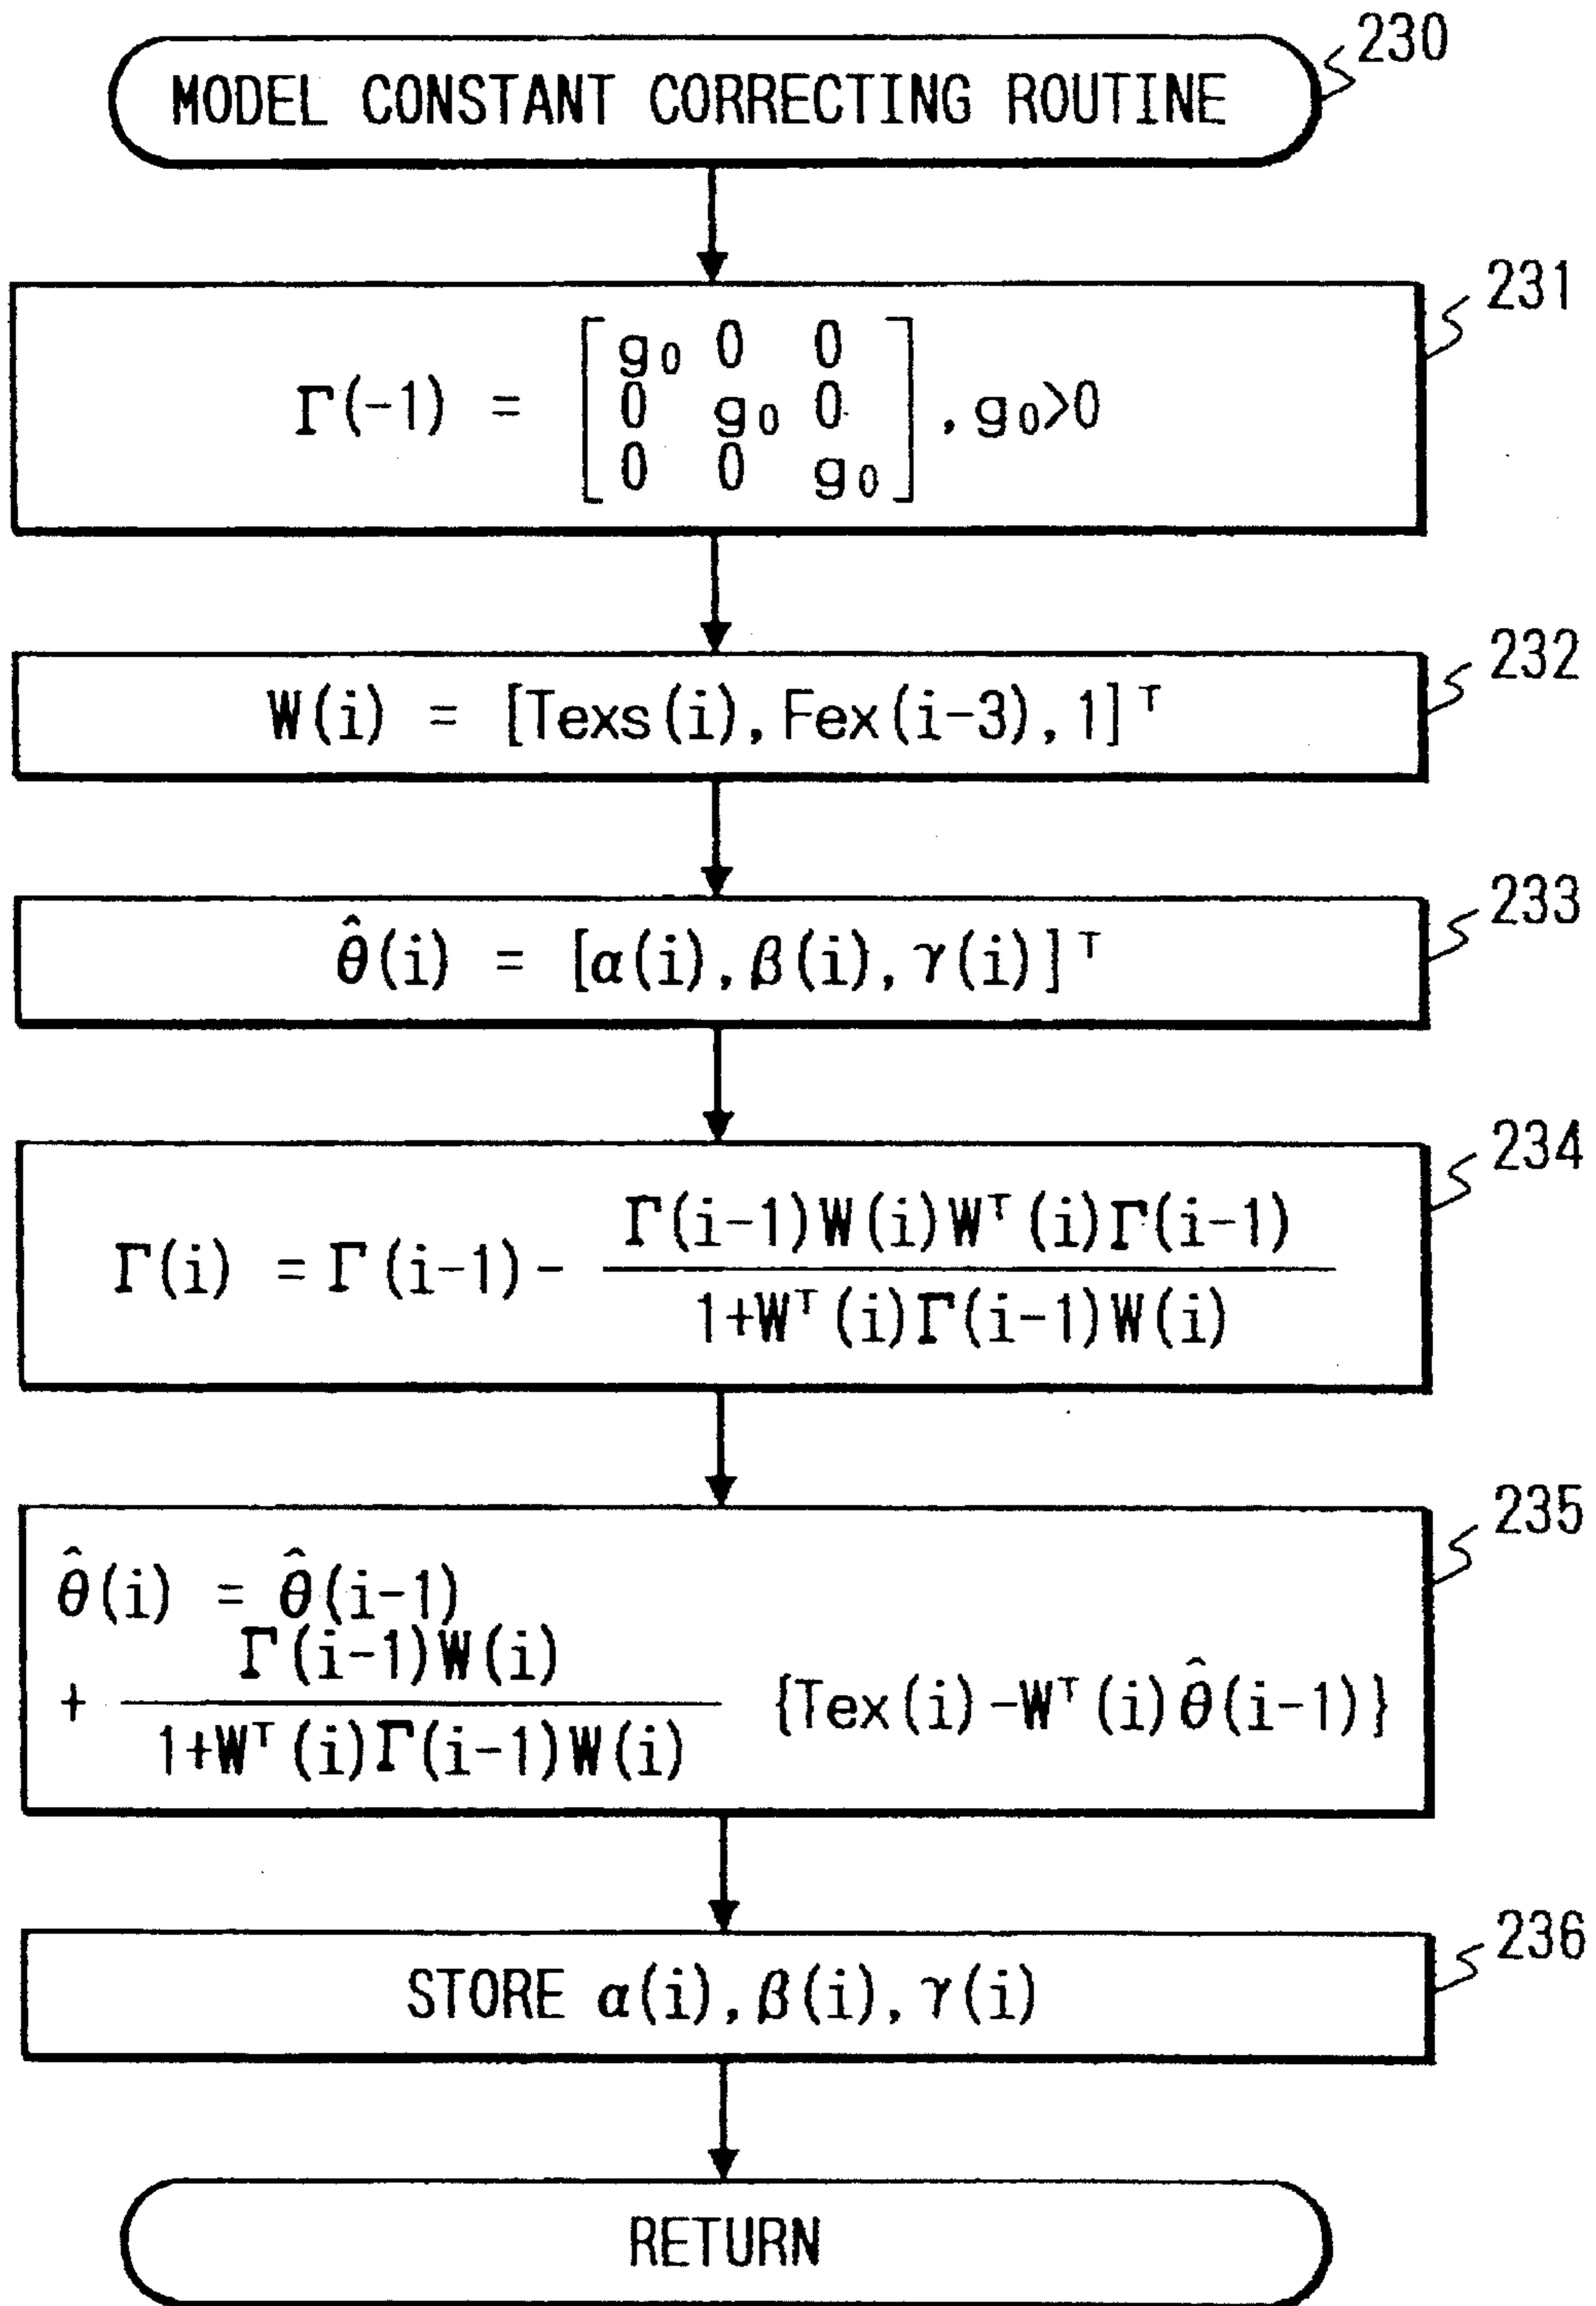 230
MODEL CONSTANT CORRECTING ROUTINE
231
Γ(-1) = [ g₀ 0 0
0 g₀ 0
0 0 g₀ ] , g₀>0
232
W(i) = [Texs(i), Fex(i-3), 1]ᵀ
233
θ̂(i) = [α(i), β(i), γ(i)]ᵀ
234
Γ(i-1)W(i)Wᵀ(i)Γ(i-1)
Γ(i) = Γ(i-1) -
1+Wᵀ(i)Γ(i-1)W(i)
235
θ̂(i) = θ̂(i-1)
Γ(i-1)W(i)
+ {Tex(i)-Wᵀ(i)θ̂(i-1)}
1+Wᵀ(i)Γ(i-1)W(i)
236
STORE α(i), β(i), γ(i)
RETURN